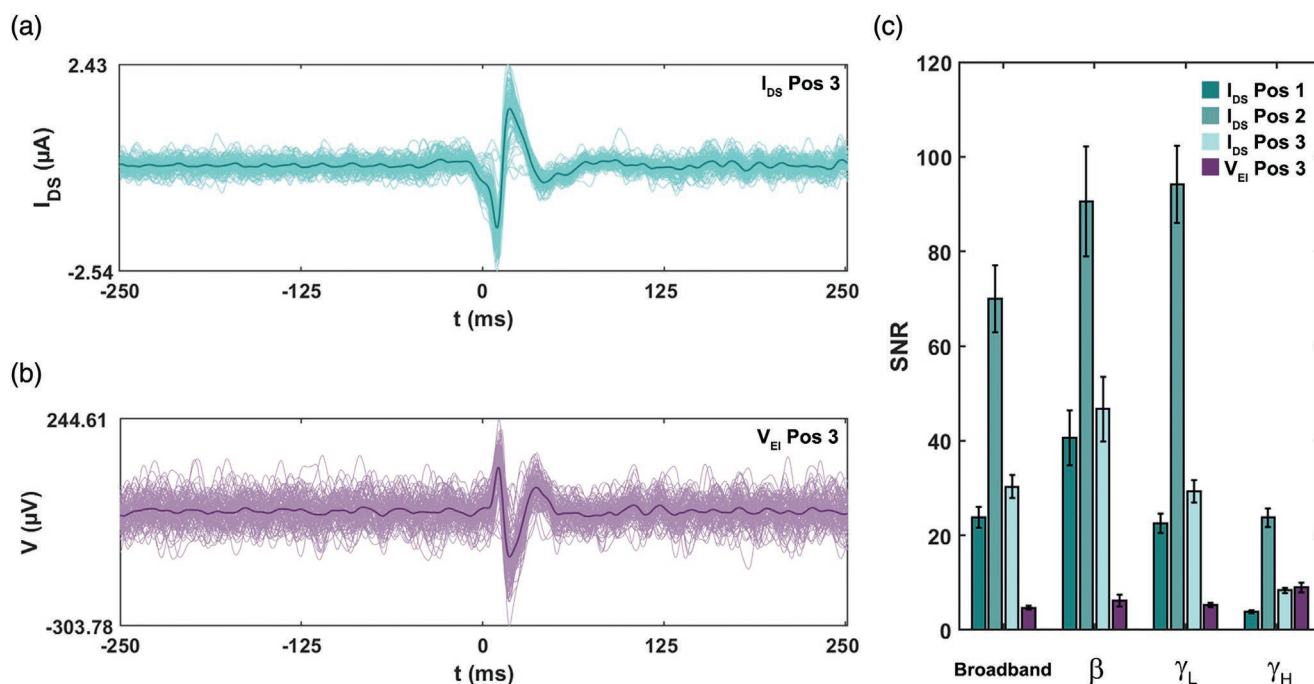 (a)
2.43
I_DS Pos 3
I_DS (µA)
-2.54
-250 -125 0 125 250
t (ms)
(b)
244.61
V_EI Pos 3
V (µV)
-303.78
-250 -125 0 125 250
t (ms)
(c)
120
100
80
60
40
20
0
SNR
I_DS Pos 1
I_DS Pos 2
I_DS Pos 3
V_EI Pos 3
Broadband β γ_L γ_H